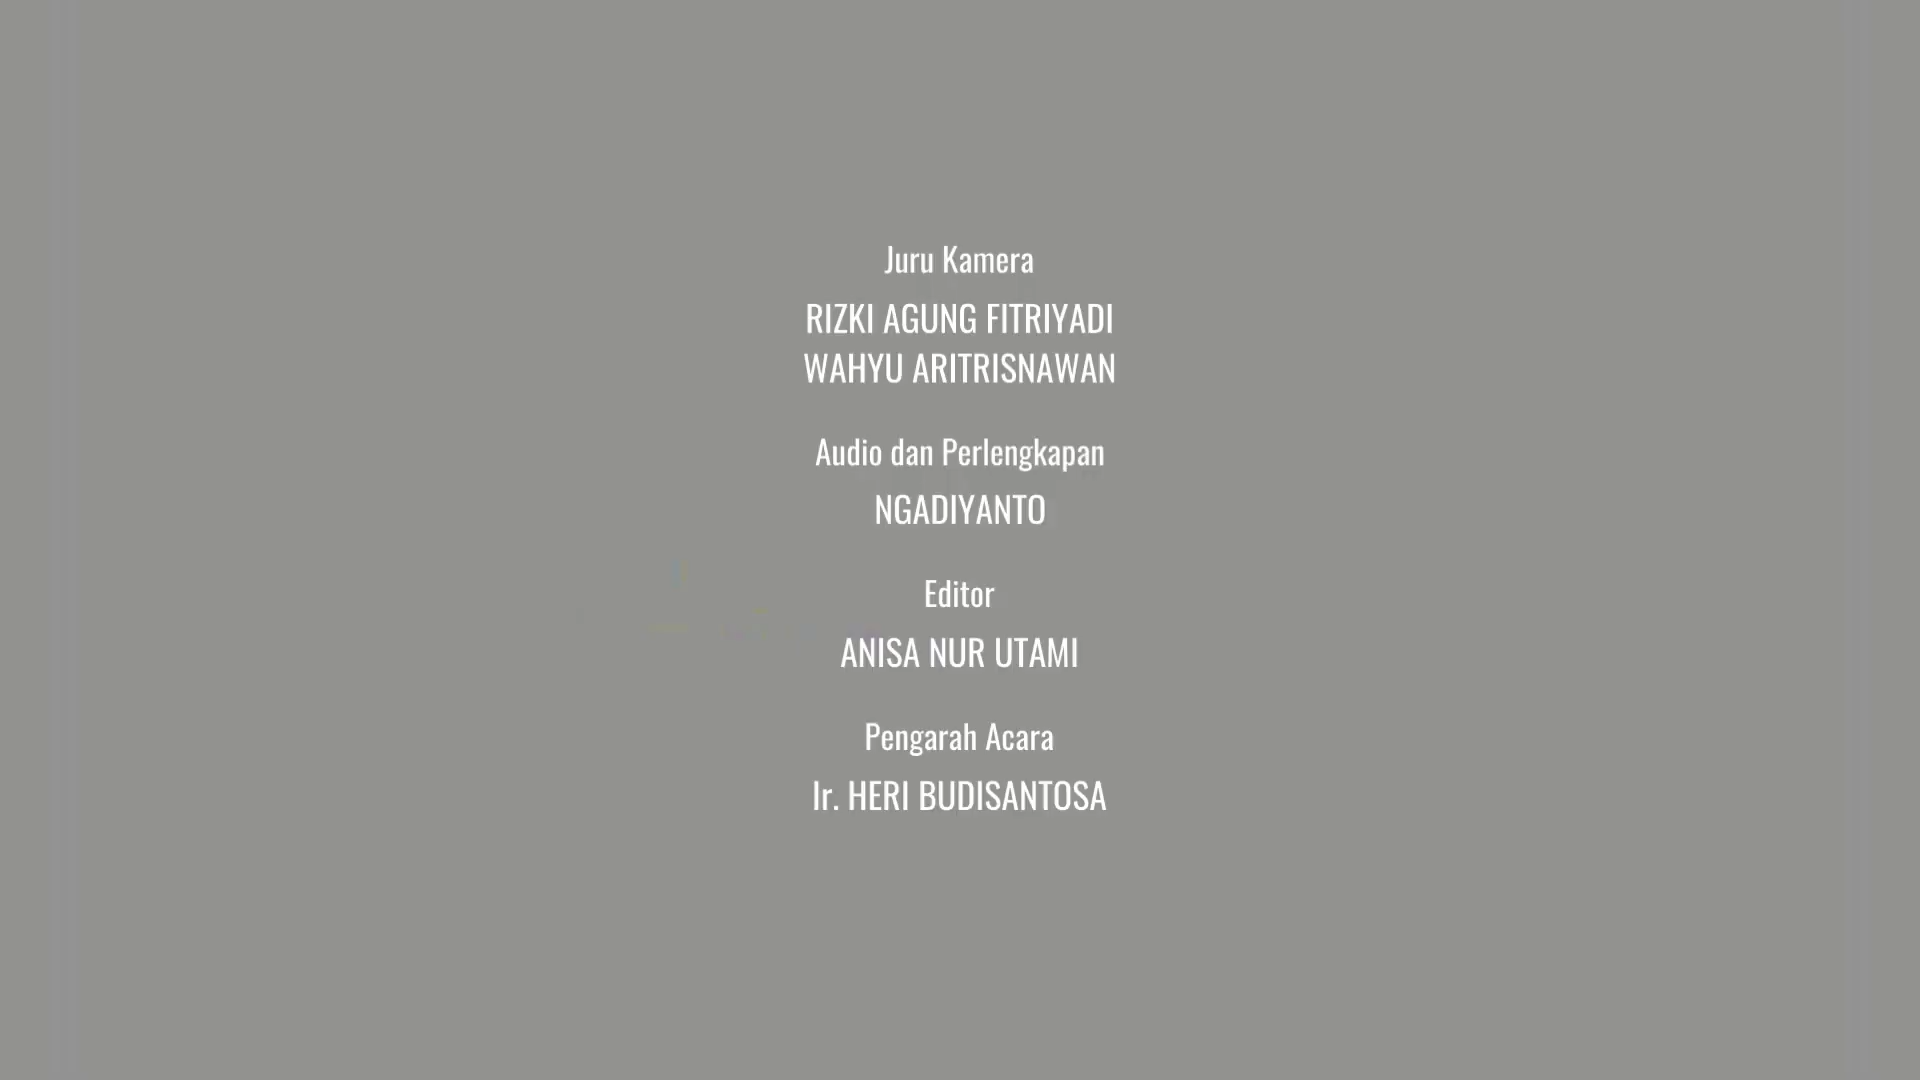 Juru Kamera
RIZKI AGUNG FITRIYADI
WAHYU ARITRISNAWAN
Audio dan Perlengkapan
NGADIYANTO
Editor
ANISA NUR UTAMI
Pengarah Acara
Ir. HERI BUDISANTOSA